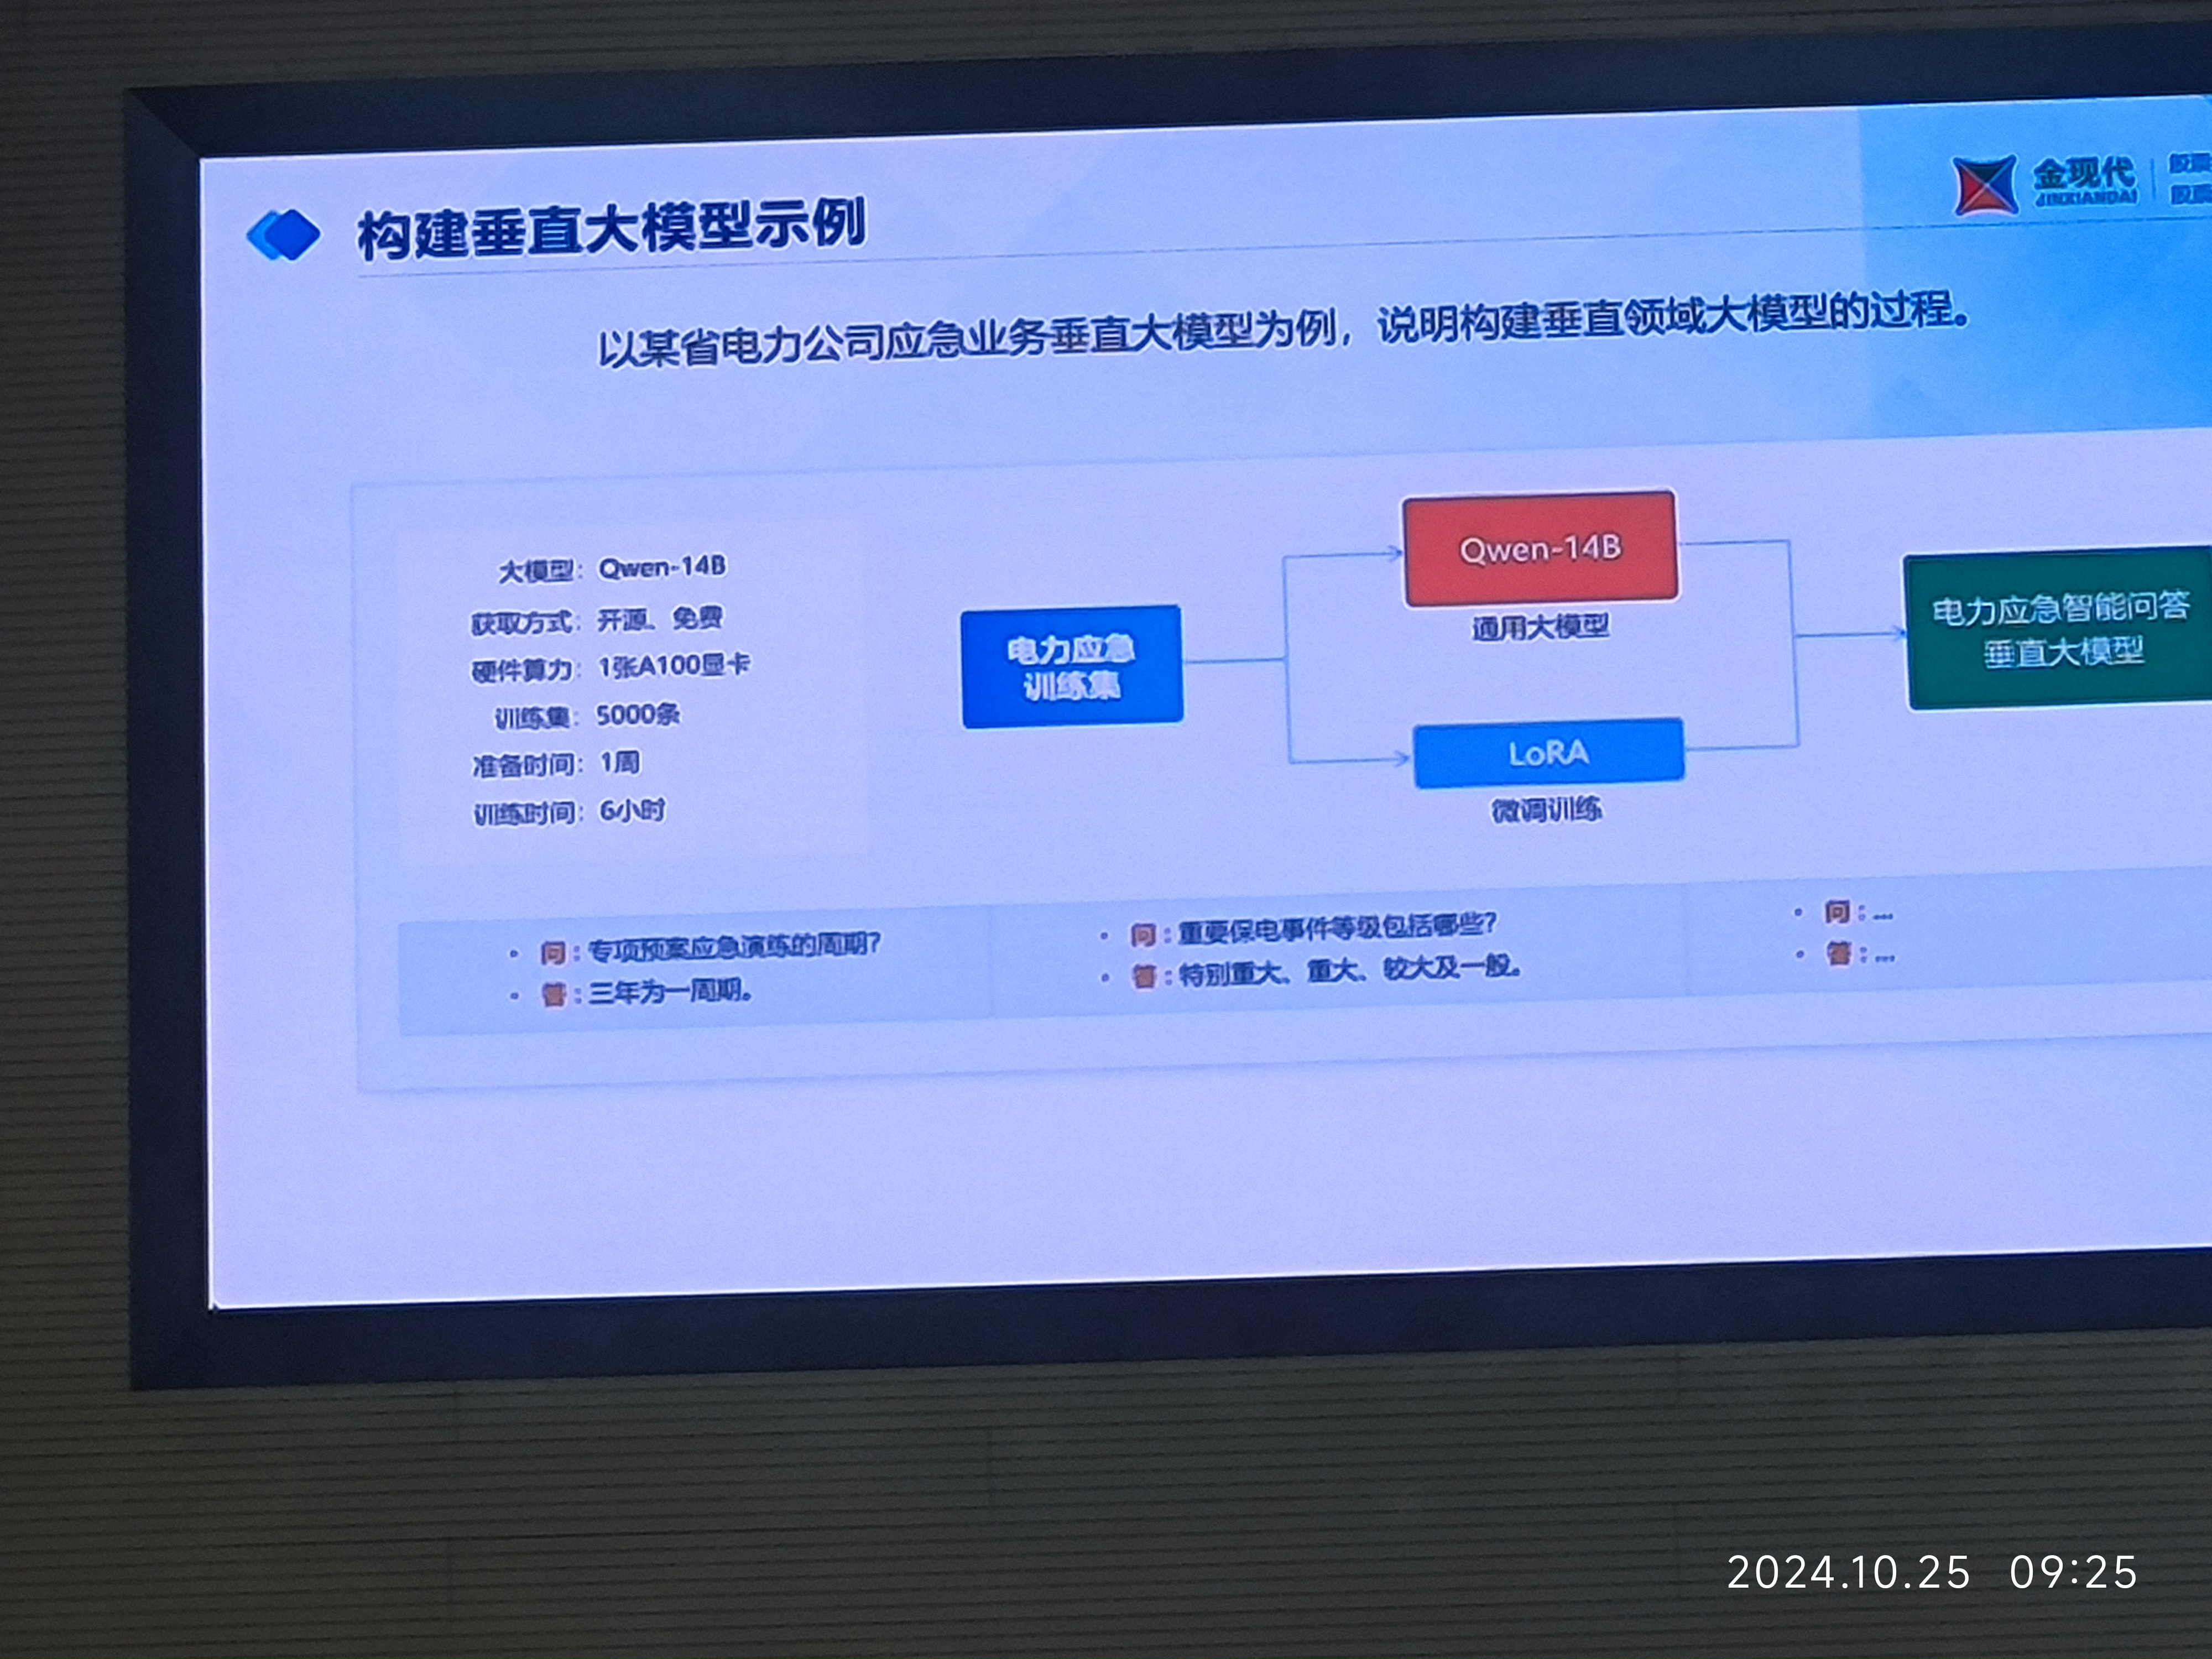 构建垂直大模型示例
金现代
JINXIANDAI
以某省电力公司应急业务垂直大模型为例，说明构建垂直领域大模型的过程。
大模型：Qwen-14B
获取方式：开源、免费
硬件算力：1张A100显卡
训练集：5000条
准备时间：1周
训练时间：6小时
电力应急
训练集
Qwen-14B
通用大模型
LoRA
微调训练
电力应急智能问答
垂直大模型
• 问：专项预案应急演练的周期？
• 答：三年为一周期。
• 问：重要保电事件等级包括哪些？
• 答：特别重大、重大、较大及一般。
• 问：...
• 答：...
2024.10.25 09:25